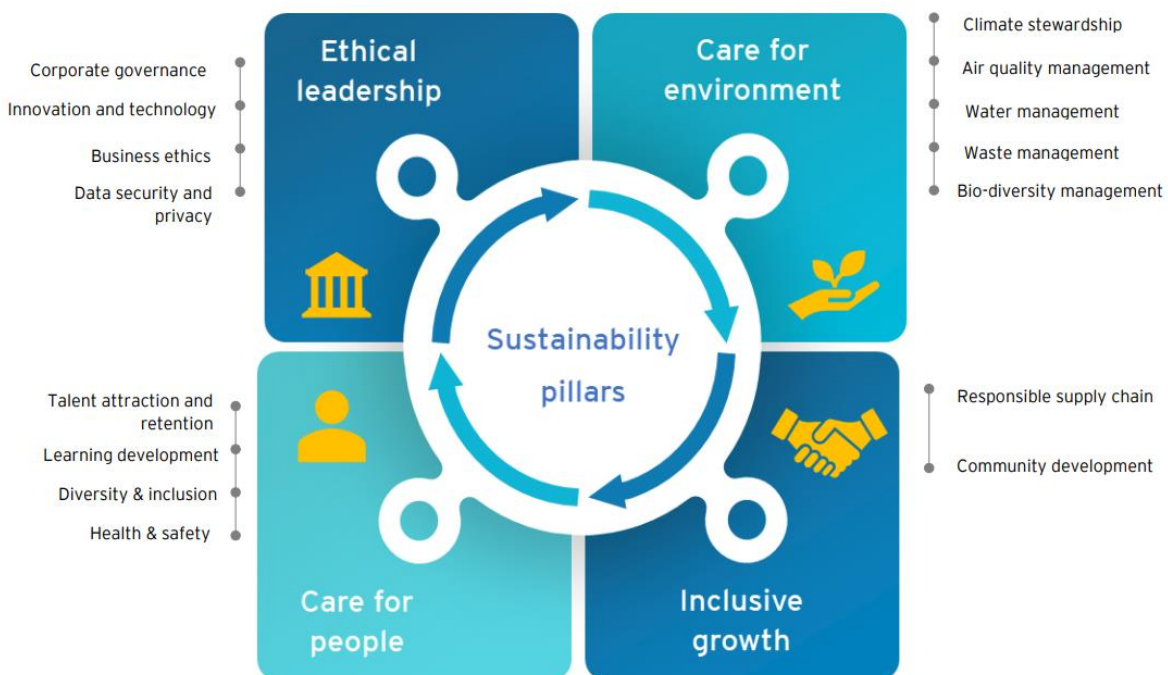 Ethical
leadership
Corporate governance
Innovation and technology
Business ethics
Data security and
privacy
Care for
environment
Climate stewardship
Air quality management
Water management
Waste management
Bio-diversity management
Sustainability
pillars
Talent attraction and
retention
Learning development
Diversity & inclusion
Health & safety
Care for
people
Responsible supply chain
Community development
Inclusive
growth